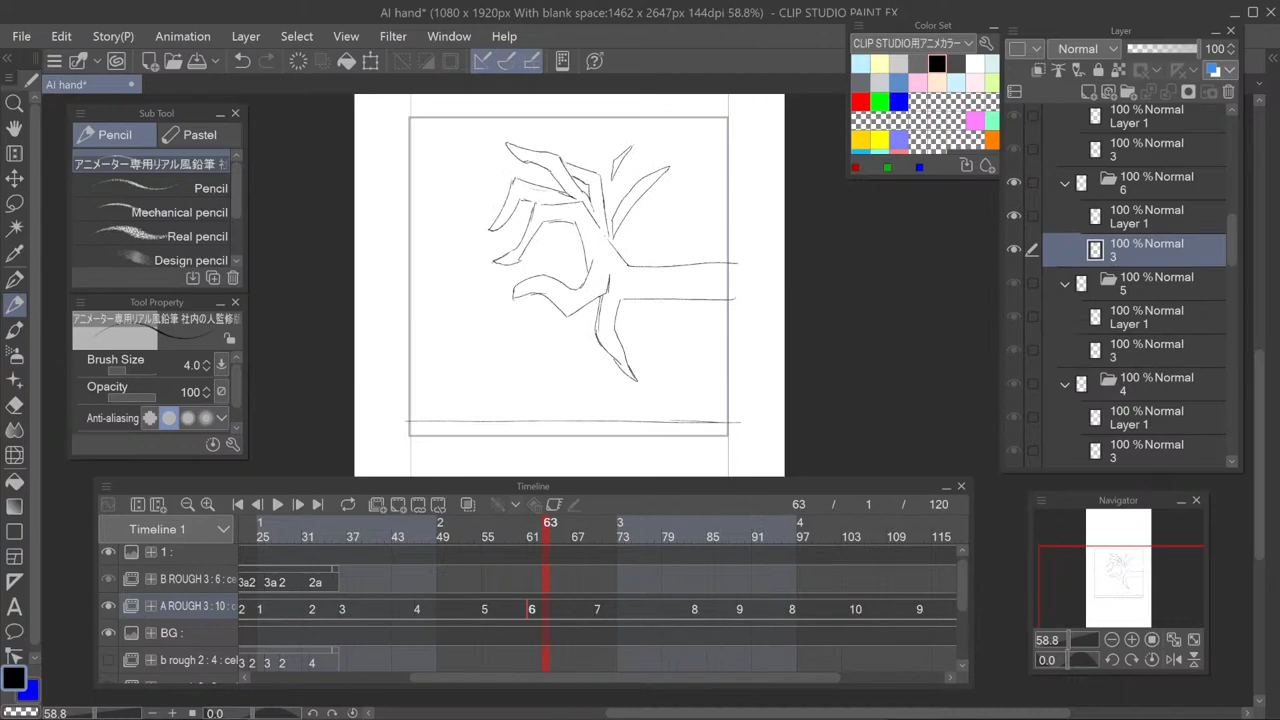 AI hand* (1080 x 1920px With blank space:1462 x 2647px 144dpi 58.8%) - CLIP STUDIO PAINT EX
File Edit Story(P) Animation Layer Select View Filter Window Help
AI hand*
Sub Tool
Pencil Pastel
アニメーター専用リアル風鉛筆
Pencil
Mechanical pencil
Real pencil
Design pencil
Tool Property
アニメーター専用リアル風鉛筆 社内の人監修
Brush Size 4.0
Opacity 100
Anti-aliasing
Color Set
CLIP STUDIO用アニメカラー
Layer
Normal 100
100 % Normal
Layer 1
100 % Normal
3
100 % Normal
6
100 % Normal
Layer 1
100 % Normal
3
100 % Normal
5
100 % Normal
Layer 1
100 % Normal
3
100 % Normal
4
100 % Normal
Layer 1
100 % Normal
3
Timeline
63 / 1 / 120
Timeline 1
1 2 63 3 4
25 31 37 43 49 55 61 67 73 79 85 91 97 103 109 115
1 :
B ROUGH 3 : 6 : ce 3a2 3a 2 2a
A ROUGH 3 : 10 : c 2 1 2 3 4 5 6 7 8 9 8 10 9
BG :
b rough 2 : 4 : cel 2 3 2 4
Navigator
58.8
0.0
58.8 0.0